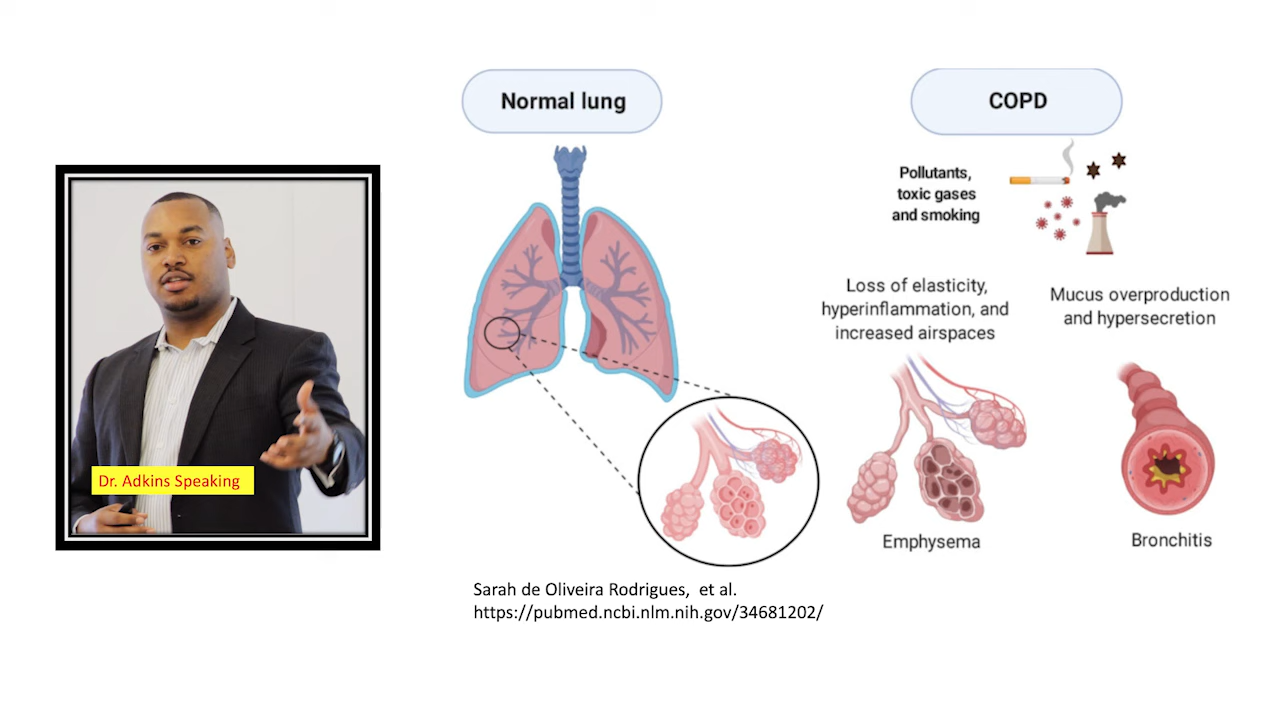 Normal lung
COPD
Pollutants,
toxic gases
and smoking
Loss of elasticity,
hyperinflammation, and
increased airspaces
Mucus overproduction
and hypersecretion
Dr. Adkins Speaking
Emphysema
Bronchitis
Sarah de Oliveira Rodrigues, et al.
https://pubmed.ncbi.nlm.nih.gov/34681202/